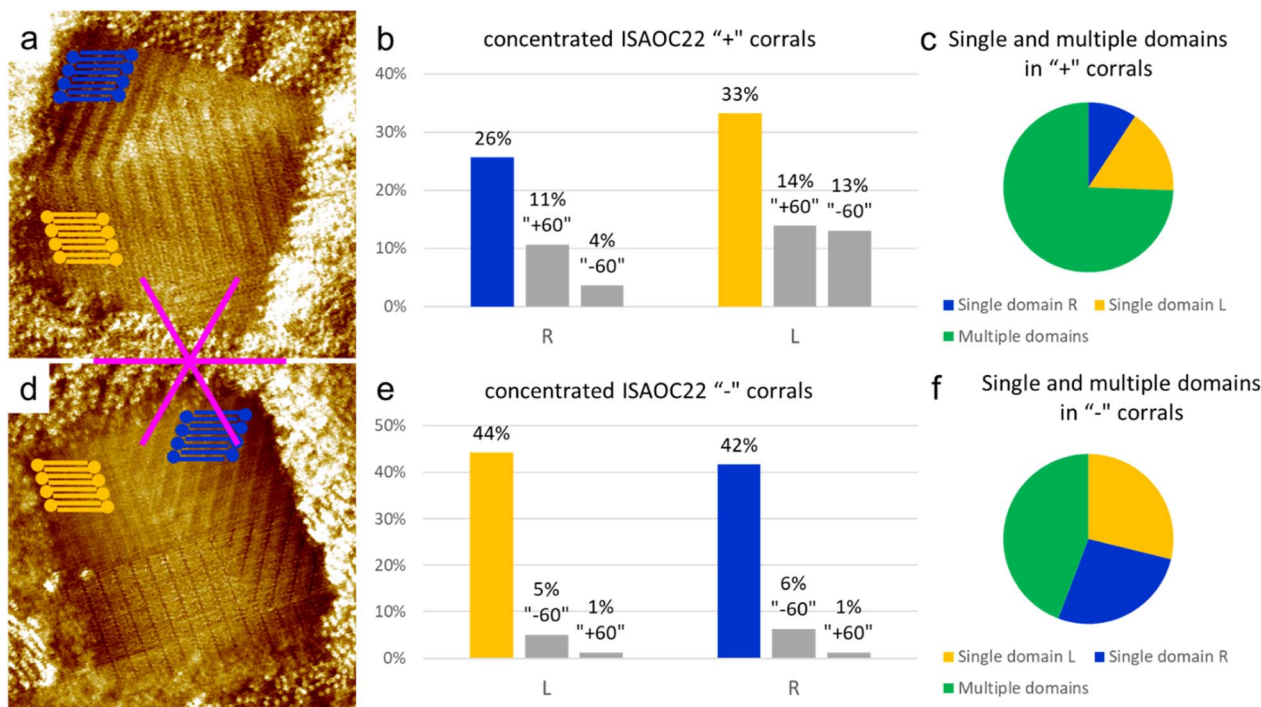 a
b
concentrated ISAOC22 “+" corrals
40%
30%
20%
10%
0%
26%
11%
"+60"
4%
"-60"
33%
14%
"+60"
13%
"-60"
R
L
c
Single and multiple domains
in “+" corrals
Single domain R
Single domain L
Multiple domains
d
e
concentrated ISAOC22 “-" corrals
50%
40%
30%
20%
10%
0%
44%
5%
"-60"
1%
"+60"
42%
6%
"-60"
1%
"+60"
L
R
f
Single and multiple domains
in “-" corrals
Single domain L
Single domain R
Multiple domains